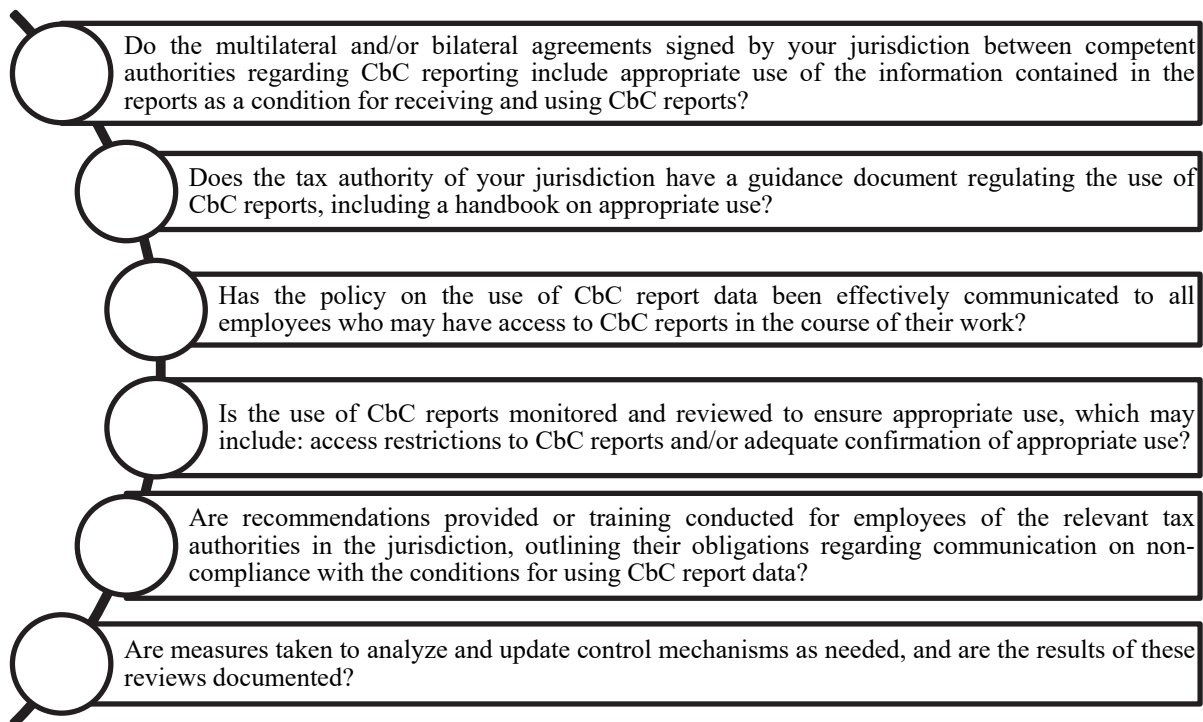 Do the multilateral and/or bilateral agreements signed by your jurisdiction between competent
authorities regarding CbC reporting include appropriate use of the information contained in the
reports as a condition for receiving and using CbC reports?
Does the tax authority of your jurisdiction have a guidance document regulating the use of
CbC reports, including a handbook on appropriate use?
Has the policy on the use of CbC report data been effectively communicated to all
employees who may have access to CbC reports in the course of their work?
Is the use of CbC reports monitored and reviewed to ensure appropriate use, which may
include: access restrictions to CbC reports and/or adequate confirmation of appropriate use?
Are recommendations provided or training conducted for employees of the relevant tax
authorities in the jurisdiction, outlining their obligations regarding communication on non-
compliance with the conditions for using CbC report data?
Are measures taken to analyze and update control mechanisms as needed, and are the results of these
reviews documented?